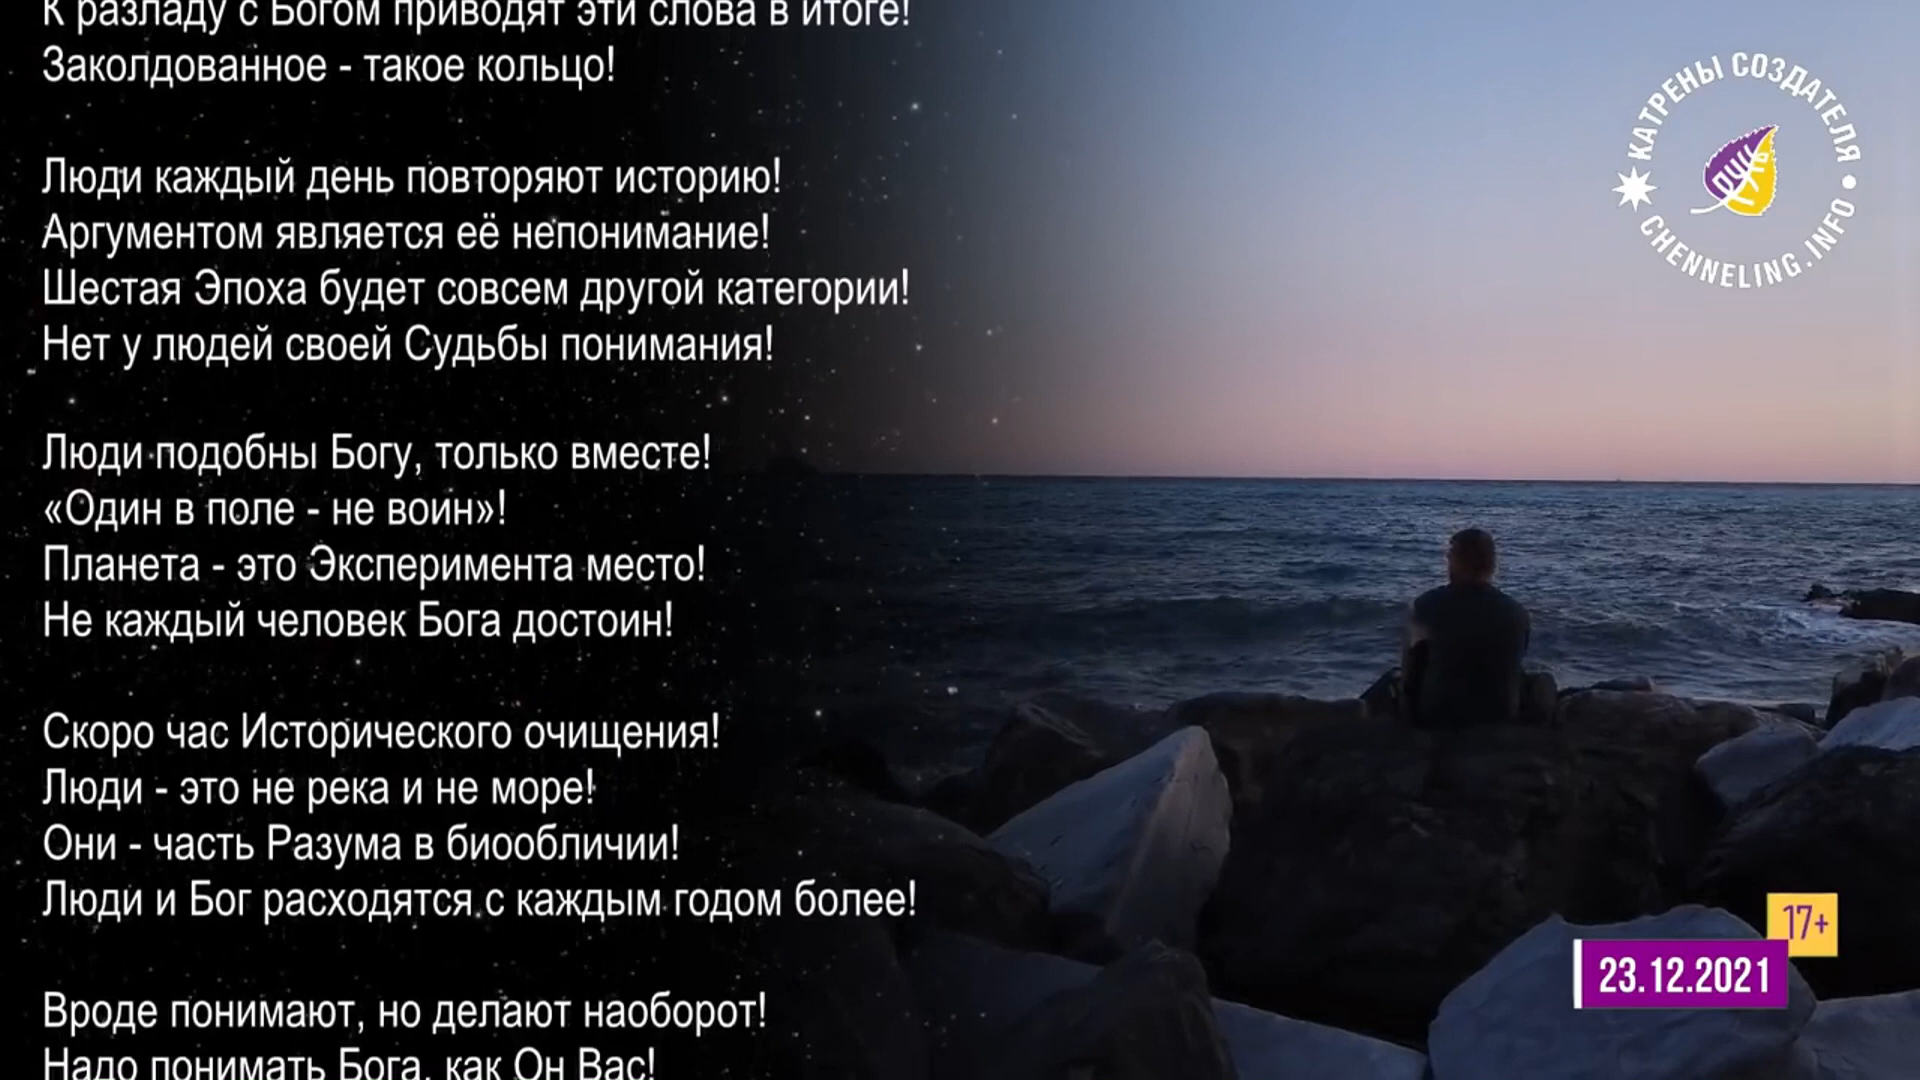 К разладу с Богом приводят эти слова в итоге!
Заколдованное - такое кольцо!
Люди каждый день повторяют историю!
Аргументом является её непонимание!
Шестая Эпоха будет совсем другой категории!
Нет у людей своей Судьбы понимания!
Люди подобны Богу, только вместе!
«Один в поле - не воин»!
Планета - это Эксперимента место!
Не каждый человек Бога достоин!
Скоро час Исторического очищения!
Люди - это не река и не море!
Они - часть Разума в биообличии!
Люди и Бог расходятся с каждым годом более!
Вроде понимают, но делают наоборот!
Надо понимать Бога, как Он Вас!
КАТРЕНЫ СОЗДАТЕЛЯ
CHENNELING.INFO
17+
23.12.2021